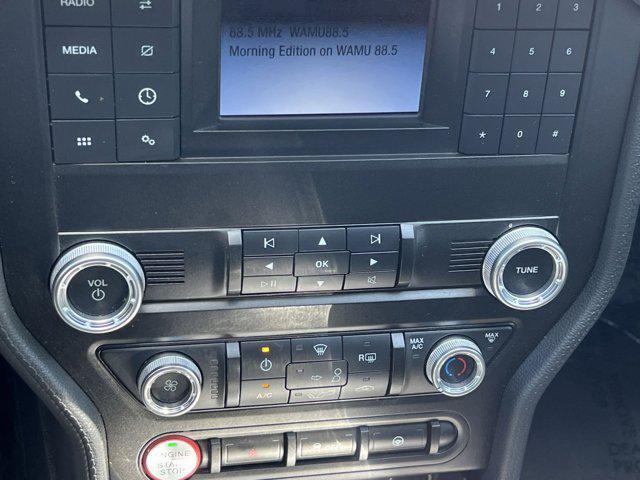 RADIO
MEDIA
88.5 MHz WAMU88.5
Morning Edition on WAMU 88.5
1 2 3
4 5 6
7 8 9
* 0 #
VOL
OK
TUNE
A/C
R
MAX A/C
MAX
ENGINE
START
STOP